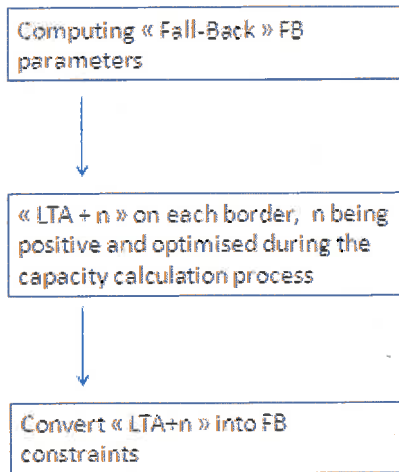 Computing « Fall-Back » FB
parameters
« LTA + n » on each border, n being
positive and optimised during the
capacity calculation process
Convert « LTA+n » into FB
constraints